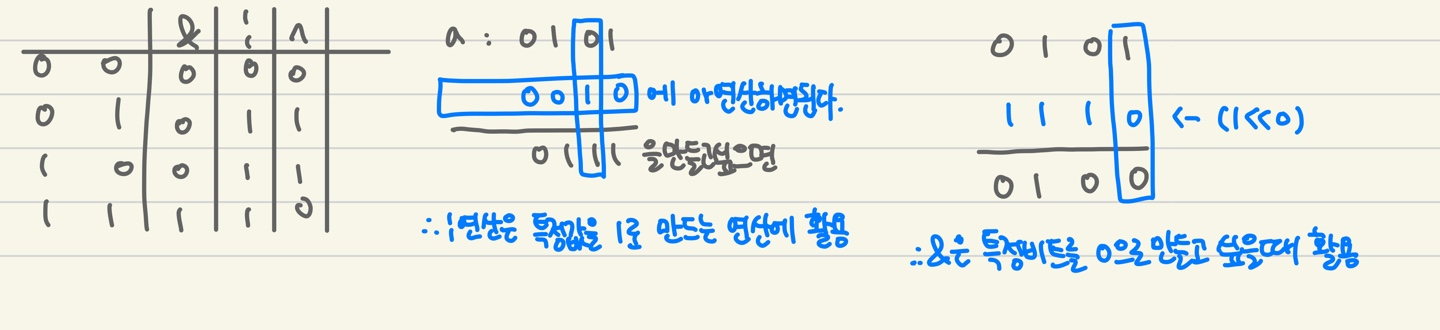 & ¦ ^
0 0 0 0 0
0 1 0 1 1
1 0 0 1 1
1 1 1 1 0
a : 0 1 0 1
0 0 1 0 에 or연산하면된다.
0 1 1 1 을만들고싶으면
∴ ¦연산은 특정값을 1로 만드는 연산에 활용
0 1 0 1
1 1 1 0 <- (1<<0)
0 1 0 0
∴ &은 특정비트를 0으로 만들고 싶을때 활용